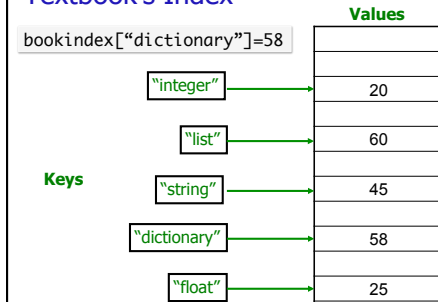 Textbook's Index
Values
bookindex[“dictionary”]=58
“integer” 20
“list” 60
Keys
“string” 45
“dictionary” 58
“float” 25